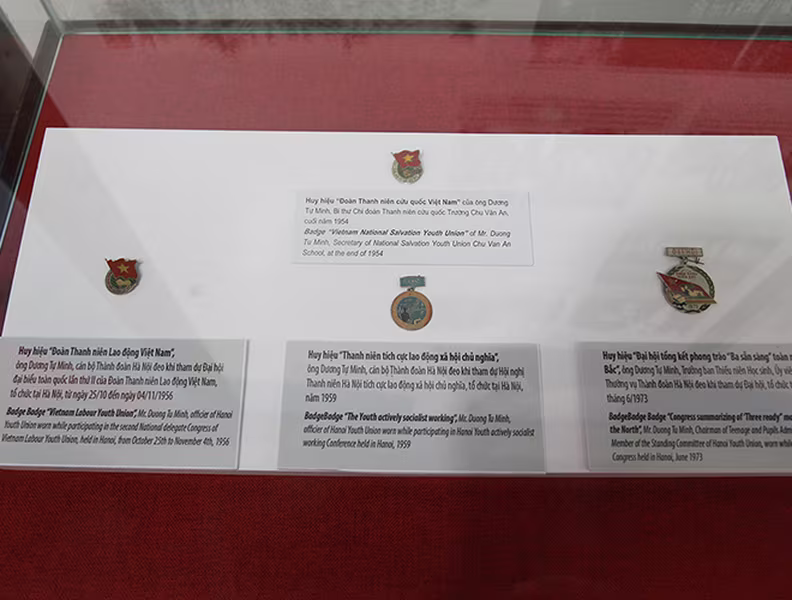 Huy hiệu "Đoàn Thanh niên cứu quốc Việt Nam" của ông Dương
Tự Minh, Bí thư Chi đoàn Thanh niên cứu quốc Trường Chu Văn An,
cuối năm 1954
Badge "Vietnam National Salvation Youth Union" of Mr. Duong
Tu Minh, Secretary of National Salvation Youth Union Chu Van An
School, at the end of 1954
Huy hiệu "Đoàn Thanh niên Lao động Việt Nam",
ông Dương Tự Minh, cán bộ Thành đoàn Hà Nội đeo khi tham dự Đại hội
đại biểu toàn quốc lần thứ II của Đoàn Thanh niên Lao động Việt Nam,
tổ chức tại Hà Nội, từ ngày 25/10 đến ngày 04/11/1956
Badge Badge "Vietnam Labour Youth Union", Mr. Duong Tu Minh, officier of Hanoi
Youth Union worn while participating in the second National delegate Congress of
Vietnam Labour Youth Union, held in Hanoi, from October 25th to November 4th, 1956
Huy hiệu "Thanh niên tích cực lao động xã hội chủ nghĩa",
ông Dương Tự Minh, cán bộ Thành đoàn Hà Nội đeo khi tham dự Hội nghị
Thanh niên Hà Nội tích cực lao động xã hội chủ nghĩa, tổ chức tại Hà Nội,
năm 1959
BadgeBadge "The Youth actively socialist working", Mr. Duong Tu Minh,
officier of Hanoi Youth Union worn while participating in Hanoi Youth actively socialist
working Conference held in Hanoi, 1959
Huy hiệu "Đại hội tổng kết phong trào "Ba sẵn sàng" toàn m
Bắc", ông Dương Tự Minh, Trưởng ban Thiếu niên Học sinh, Ủy vi
Thường vụ Thành đoàn Hà Nội đeo khi tham dự Đại hội, tổ chức t
tháng 6/1973
BadgeBadge Badge "Congress summarizing of "Three ready" mo
the North", Mr. Duong Tu Minh, Chairman of Teenage and Pupils Adm
Member of the Standing Committee of Hanoi Youth Union, worn while
Congress held in Hanoi, June 1973